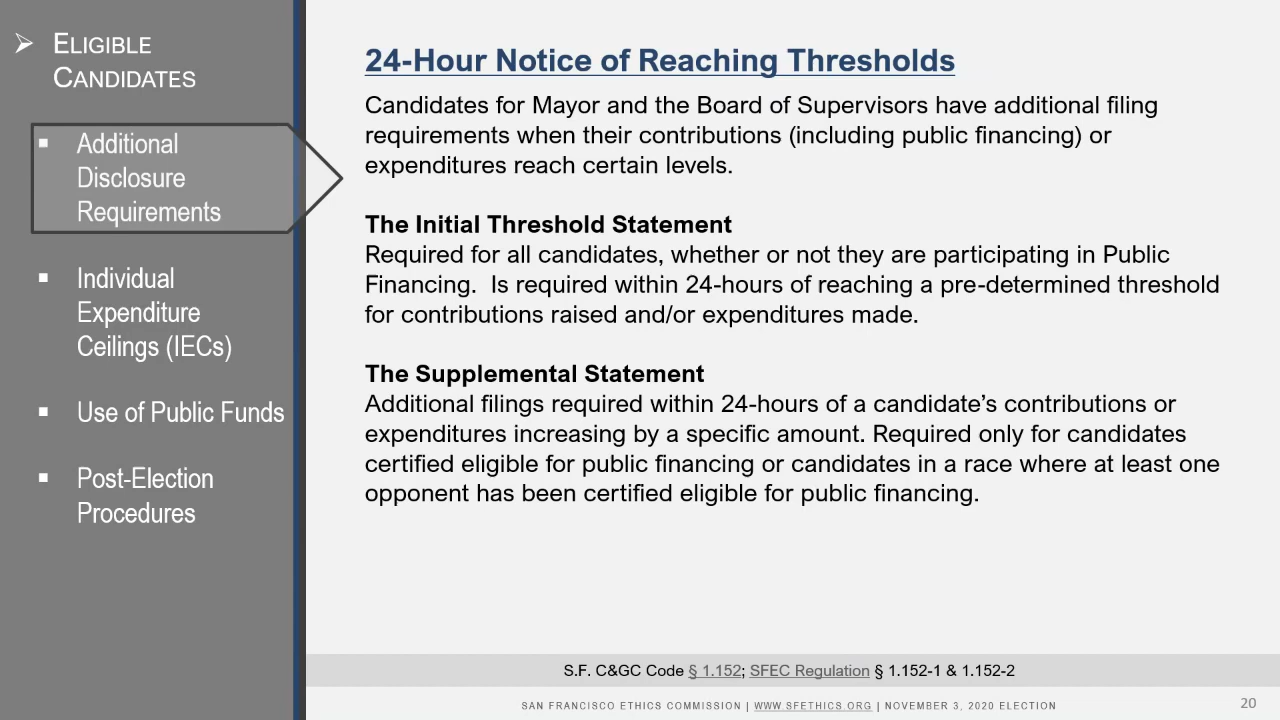 ➢ ELIGIBLE
CANDIDATES
▪ Additional
Disclosure
Requirements
▪ Individual
Expenditure
Ceilings (IECs)
▪ Use of Public Funds
▪ Post-Election
Procedures
24-Hour Notice of Reaching Thresholds
Candidates for Mayor and the Board of Supervisors have additional filing
requirements when their contributions (including public financing) or
expenditures reach certain levels.
The Initial Threshold Statement
Required for all candidates, whether or not they are participating in Public
Financing.  Is required within 24-hours of reaching a pre-determined threshold
for contributions raised and/or expenditures made.
The Supplemental Statement
Additional filings required within 24-hours of a candidate’s contributions or
expenditures increasing by a specific amount. Required only for candidates
certified eligible for public financing or candidates in a race where at least one
opponent has been certified eligible for public financing.
S.F. C&GC Code § 1.152; SFEC Regulation § 1.152-1 & 1.152-2
SAN FRANCISCO ETHICS COMMISSION | WWW.SFETHICS.ORG | NOVEMBER 3, 2020 ELECTION
20